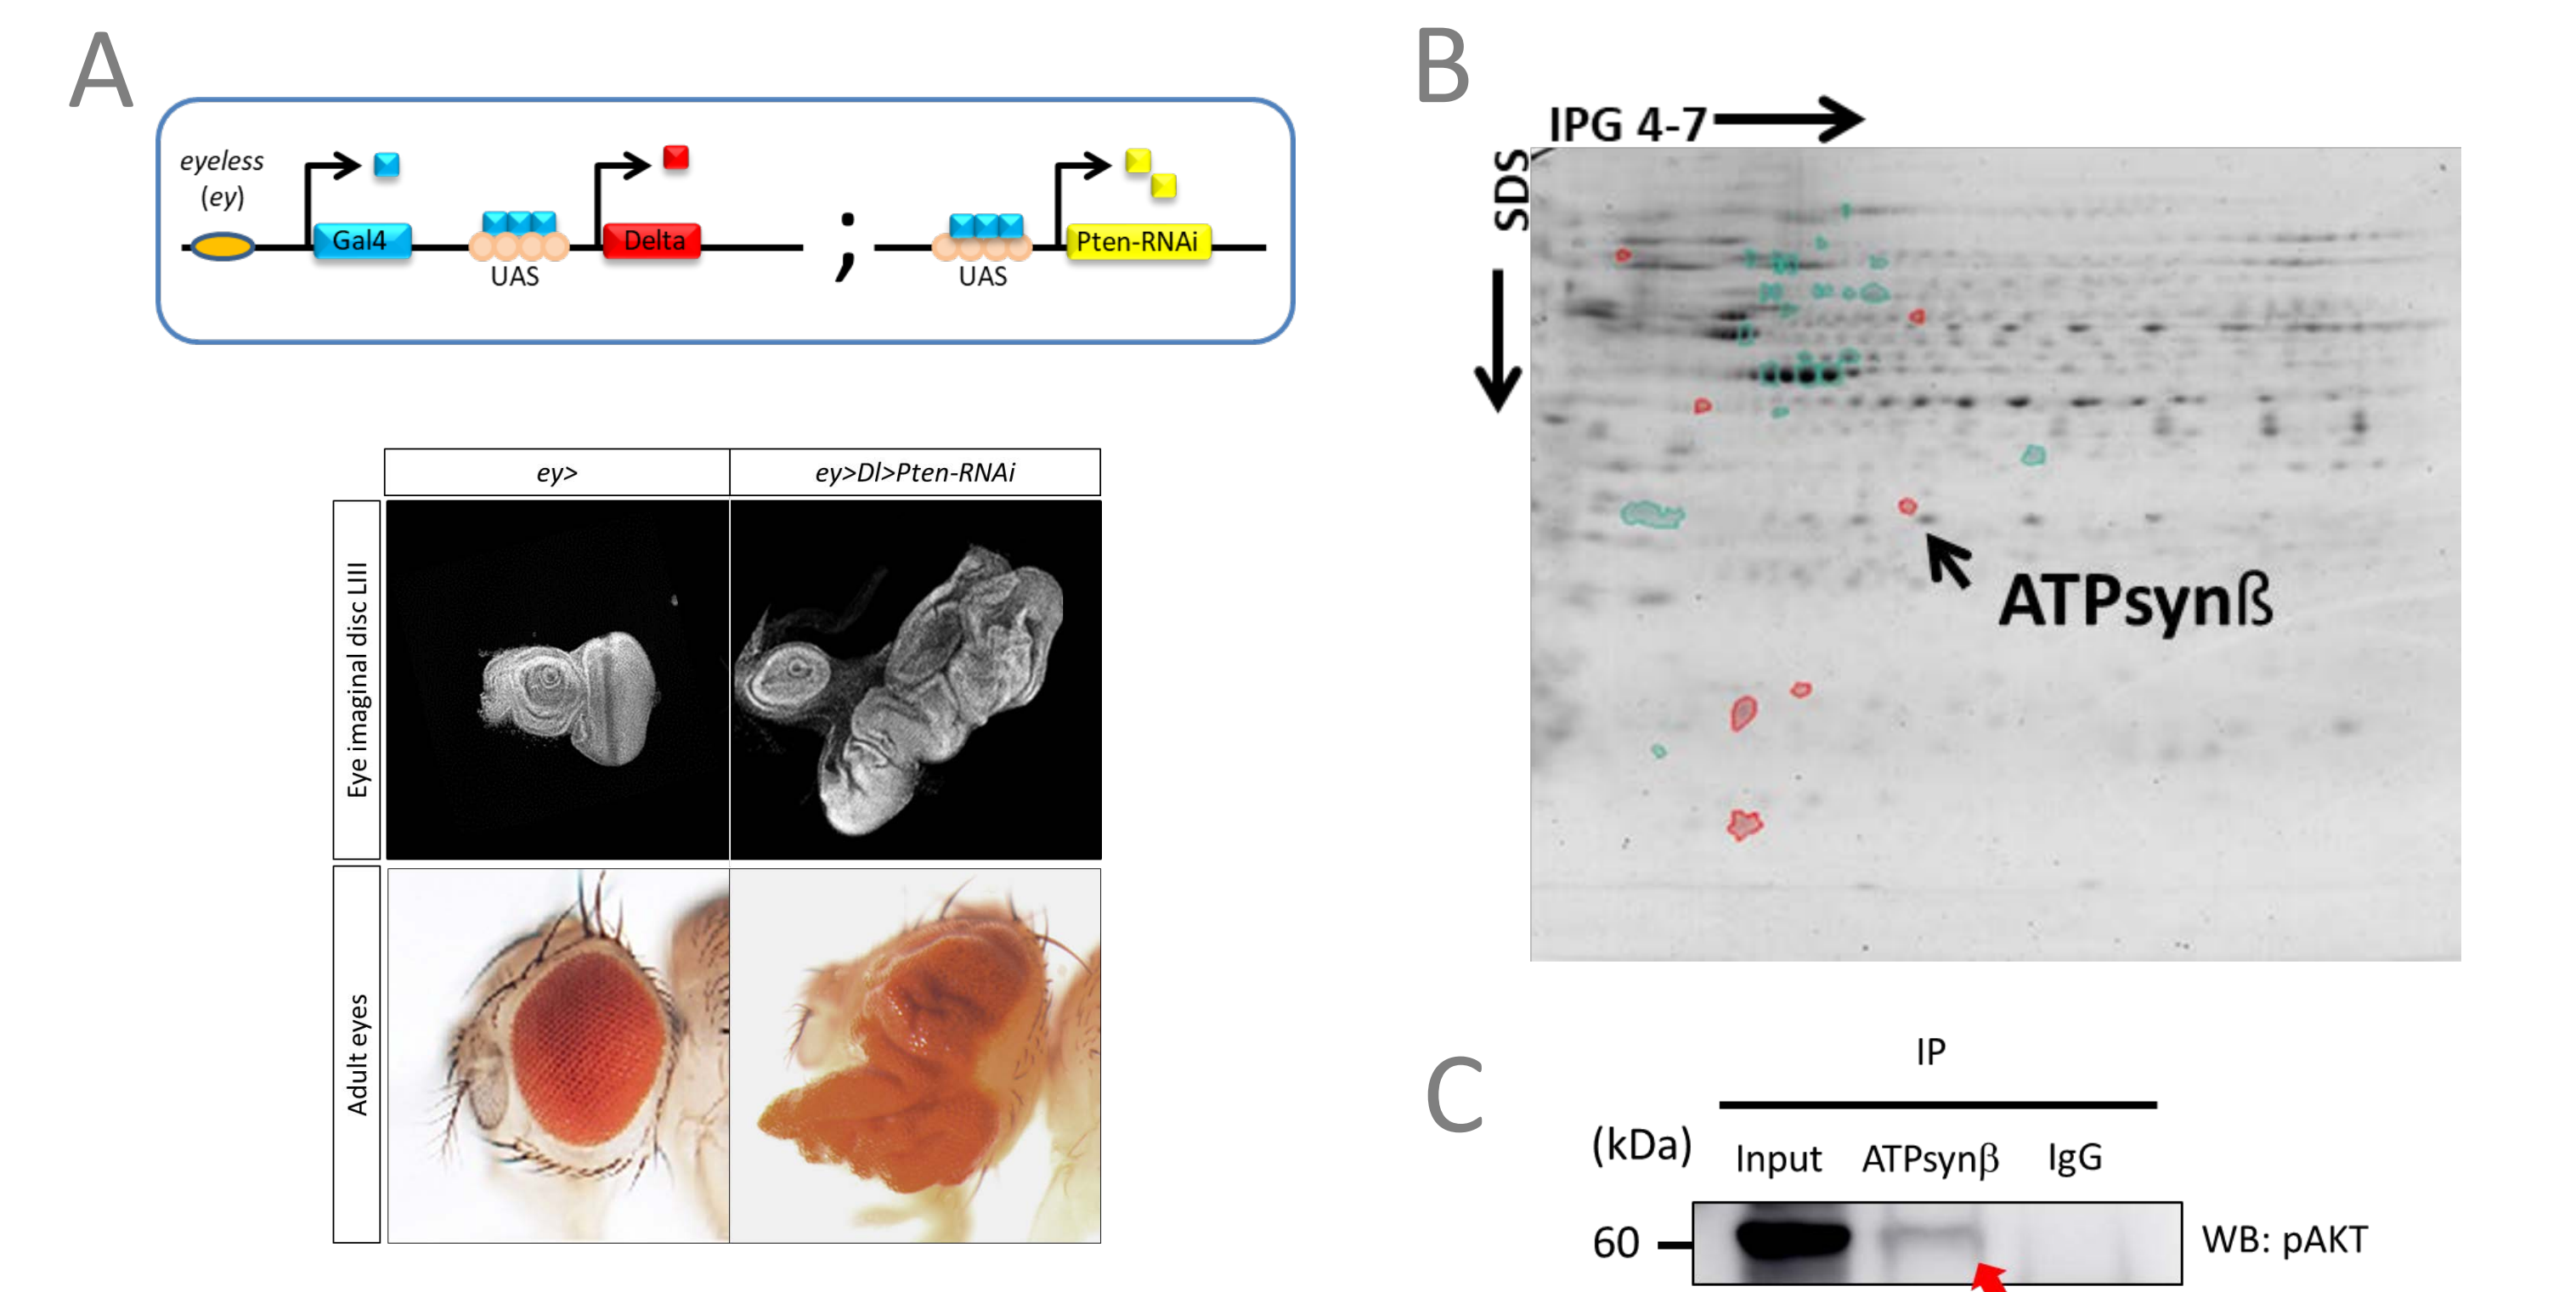 A
eyeless
(ey)
Gal4
UAS
Delta
;
UAS
Pten-RNAi
ey>
ey>Dl>Pten-RNAi
Eye imaginal disc LIII
Adult eyes
B
IPG 4-7
SDS
ATPsynß
C
IP
(kDa)
Input ATPsynβ IgG
60
WB: pAKT